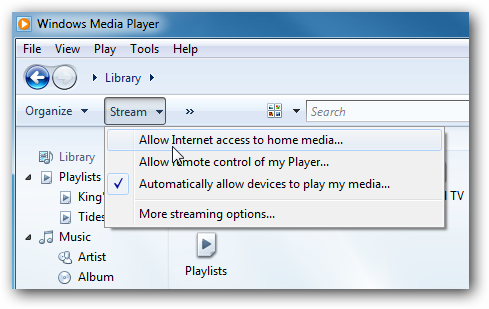 Windows Media Player
File View Play Tools Help
Library
Organize Stream » Search
Allow Internet access to home media...
Allow remote control of my Player...
Automatically allow devices to play my media...
More streaming options...
Library
Playlists
King'
Tides
Music
Artist
Album
TV
Playlists